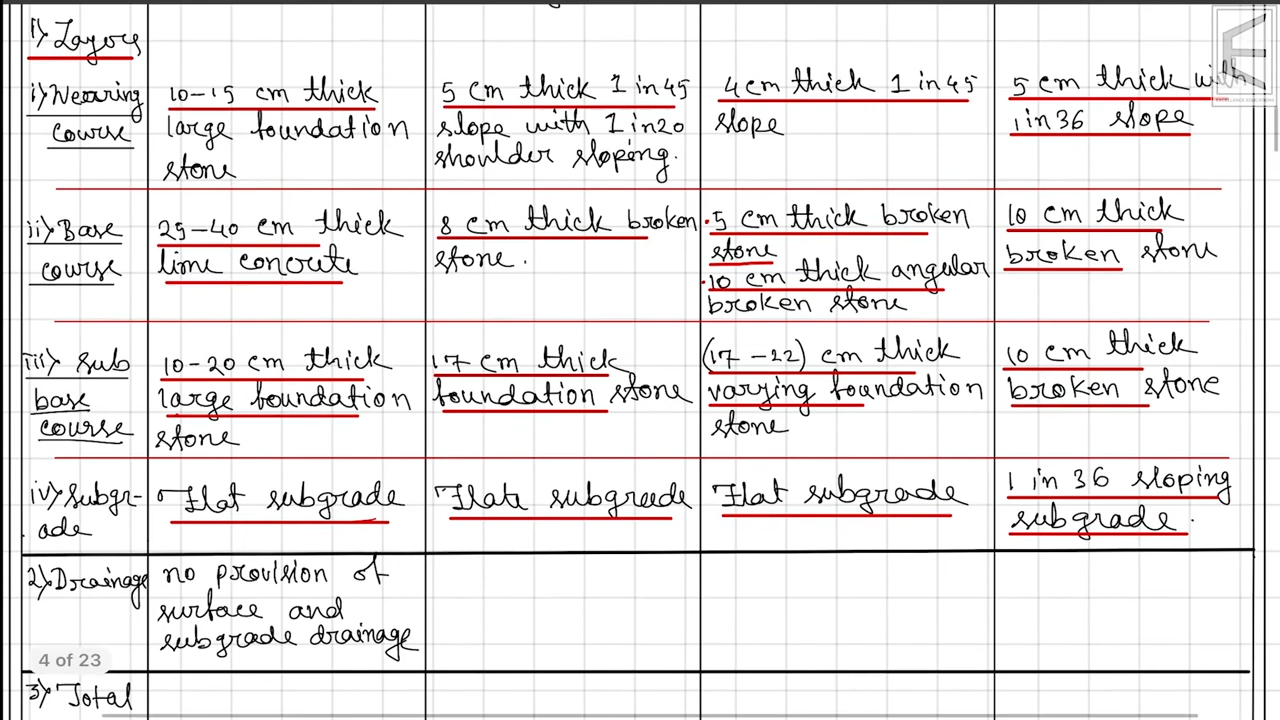 1) Layers
i) Wearing course
10-15 cm thick
large foundation
stone
5 cm thick 1 in 45
slope with 1 in 20
shoulder sloping.
4 cm thick 1 in 45
slope
5 cm thick with
1 in 36 slope
ii) Base
course
25-40 cm thick
lime concrete
8 cm thick broken
stone.
• 5 cm thick broken
stone
• 10 cm thick angular
broken stone
10 cm thick
broken stone
iii) Sub
base
course
10-20 cm thick
large foundation
stone
17 cm thick
foundation stone
(17-22) cm thick
varying foundation
stone
10 cm thick
broken stone
iv) Subgr-
ade
Flat subgrade
Flate subgrade
Flat subgrade
1 in 36 sloping
subgrade.
2) Drainage
no provision of
surface and
subgrade drainage
4 of 23
3) Total